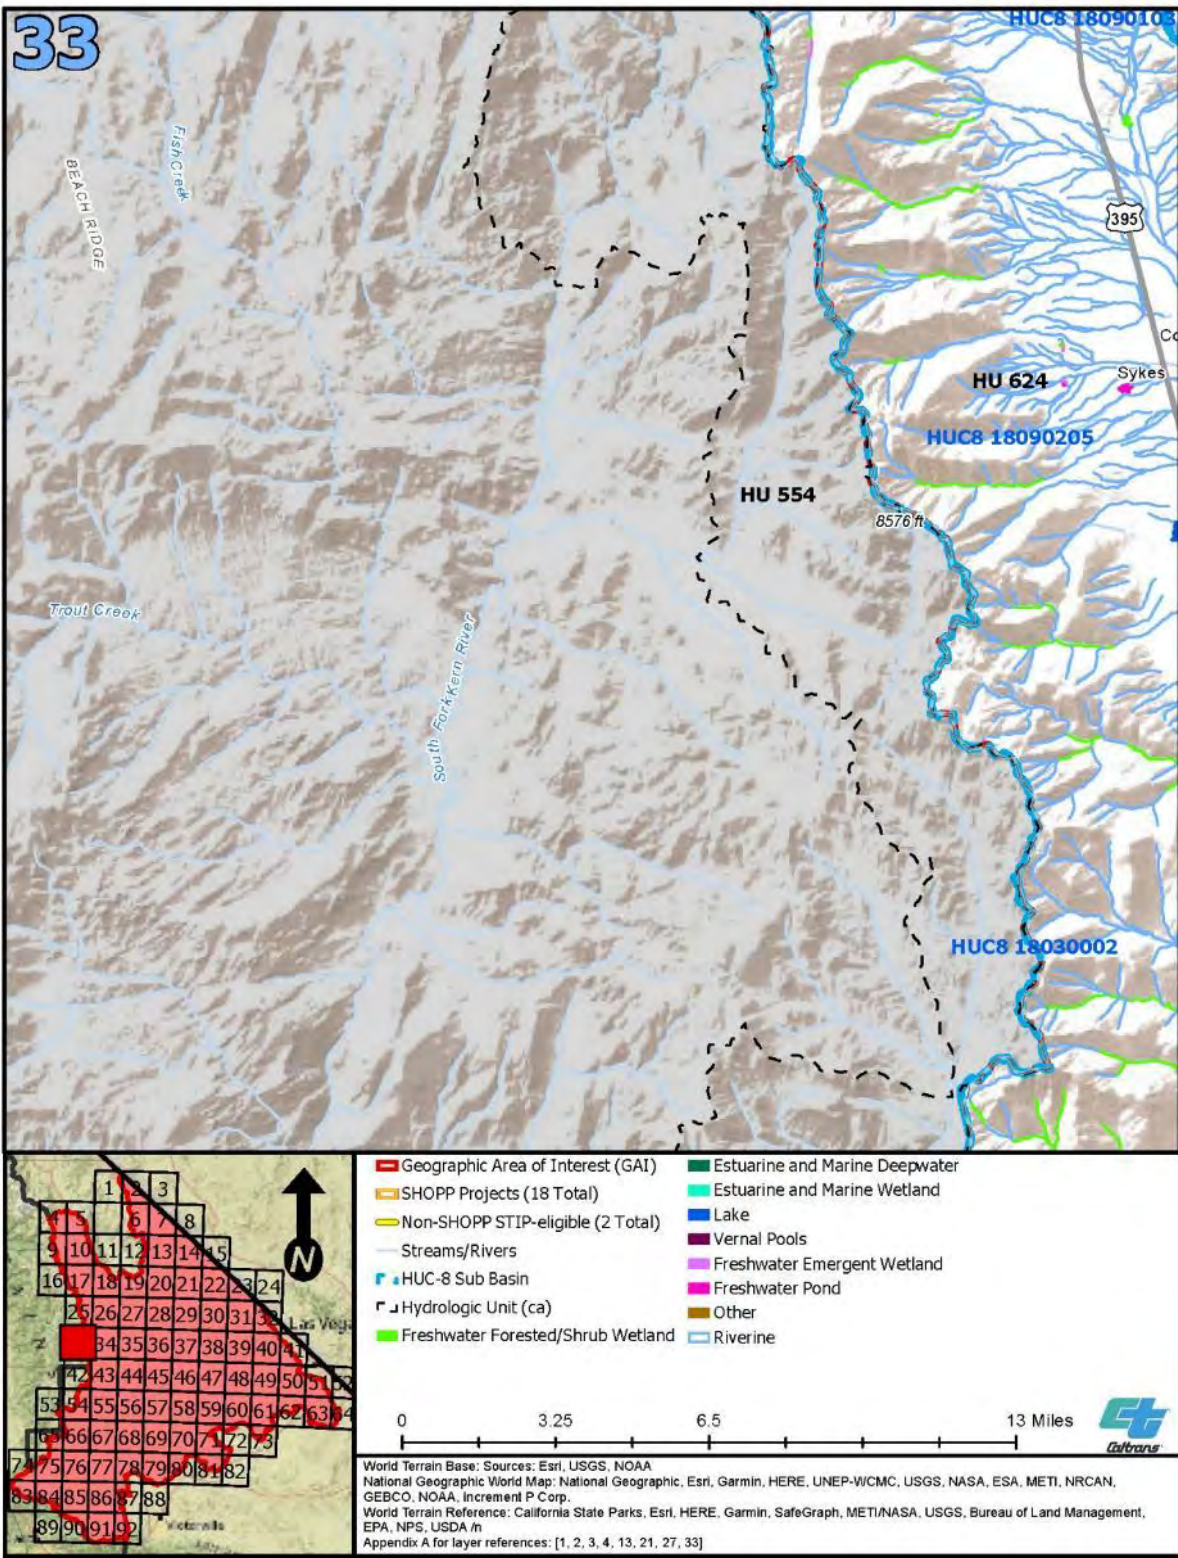 33
HUC8 18090103
Fish Creek
BEACH RIDGE
395
Co
Sykes
HU 624
HUC8 18090205
HU 554
8576 ft
Trout Creek
South Fork Kern River
HUC8 18030002
1 2 3
4 5 6 7 8
9 10 11 12 13 14 15
16 17 18 19 20 21 22 23 24
25 26 27 28 29 30 31 32 Las Vega
34 35 36 37 38 39 40 41
42 43 44 45 46 47 48 49 50 51 52
53 54 55 56 57 58 59 60 61 62 63 64
65 66 67 68 69 70 71 72 73
74 75 76 77 78 79 80 81 82
83 84 85 86 87 88
89 90 91 92 Victorville
N
Geographic Area of Interest (GAI)
SHOPP Projects (18 Total)
Non-SHOPP STIP-eligible (2 Total)
Streams/Rivers
HUC-8 Sub Basin
Hydrologic Unit (ca)
Freshwater Forested/Shrub Wetland
Estuarine and Marine Deepwater
Estuarine and Marine Wetland
Lake
Vernal Pools
Freshwater Emergent Wetland
Freshwater Pond
Other
Riverine
0 3.25 6.5 13 Miles
Caltrans
World Terrain Base: Sources: Esri, USGS, NOAA
National Geographic World Map: National Geographic, Esri, Garmin, HERE, UNEP-WCMC, USGS, NASA, ESA, METI, NRCAN,
GEBCO, NOAA, Increment P Corp.
World Terrain Reference: California State Parks, Esri, HERE, Garmin, SafeGraph, METI/NASA, USGS, Bureau of Land Management,
EPA, NPS, USDA /n
Appendix A for layer references: [1, 2, 3, 4, 13, 21, 27, 33]